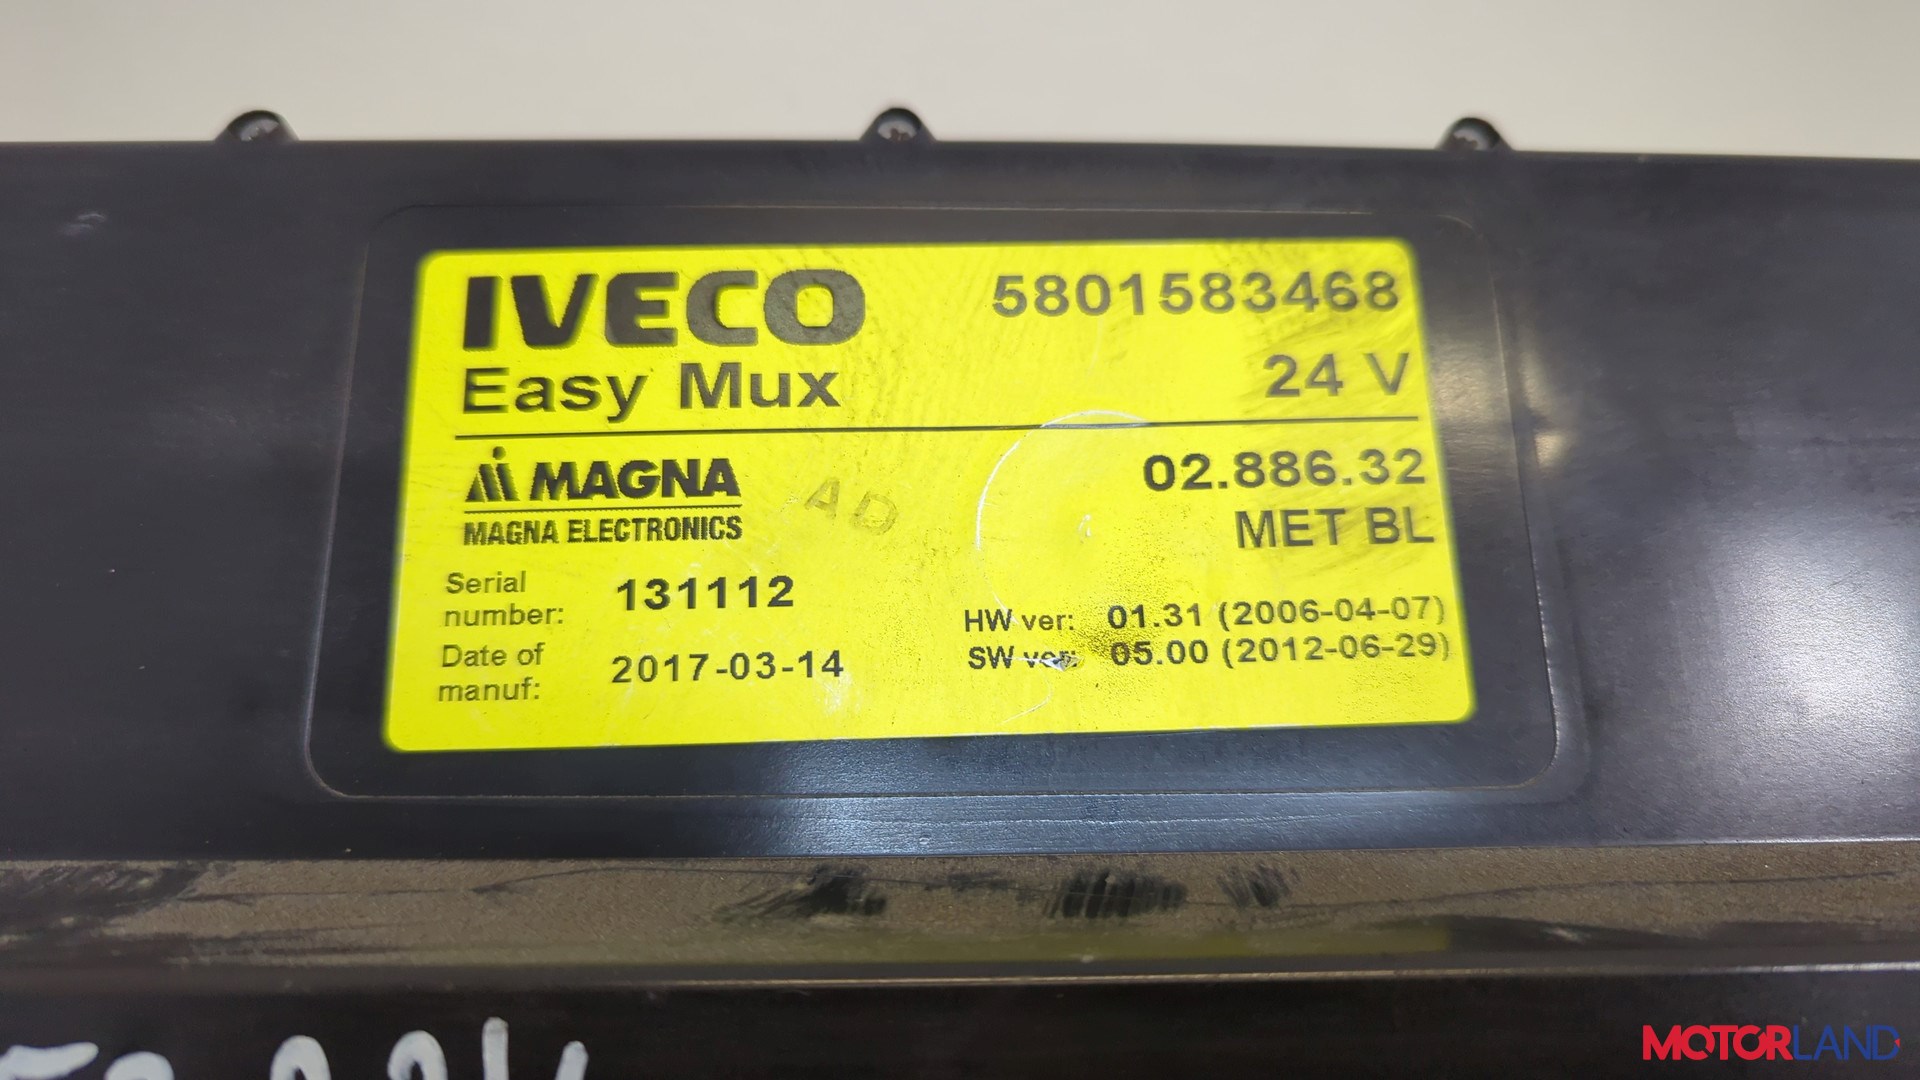 IVECO 5801583468
Easy Mux 24 V
MAGNA 02.886.32
MAGNA ELECTRONICS AD MET BL
Serial number: 131112
HW ver: 01.31 (2006-04-07)
Date of manuf: 2017-03-14
SW ver: 05.00 (2012-06-29)
MOTORLAND